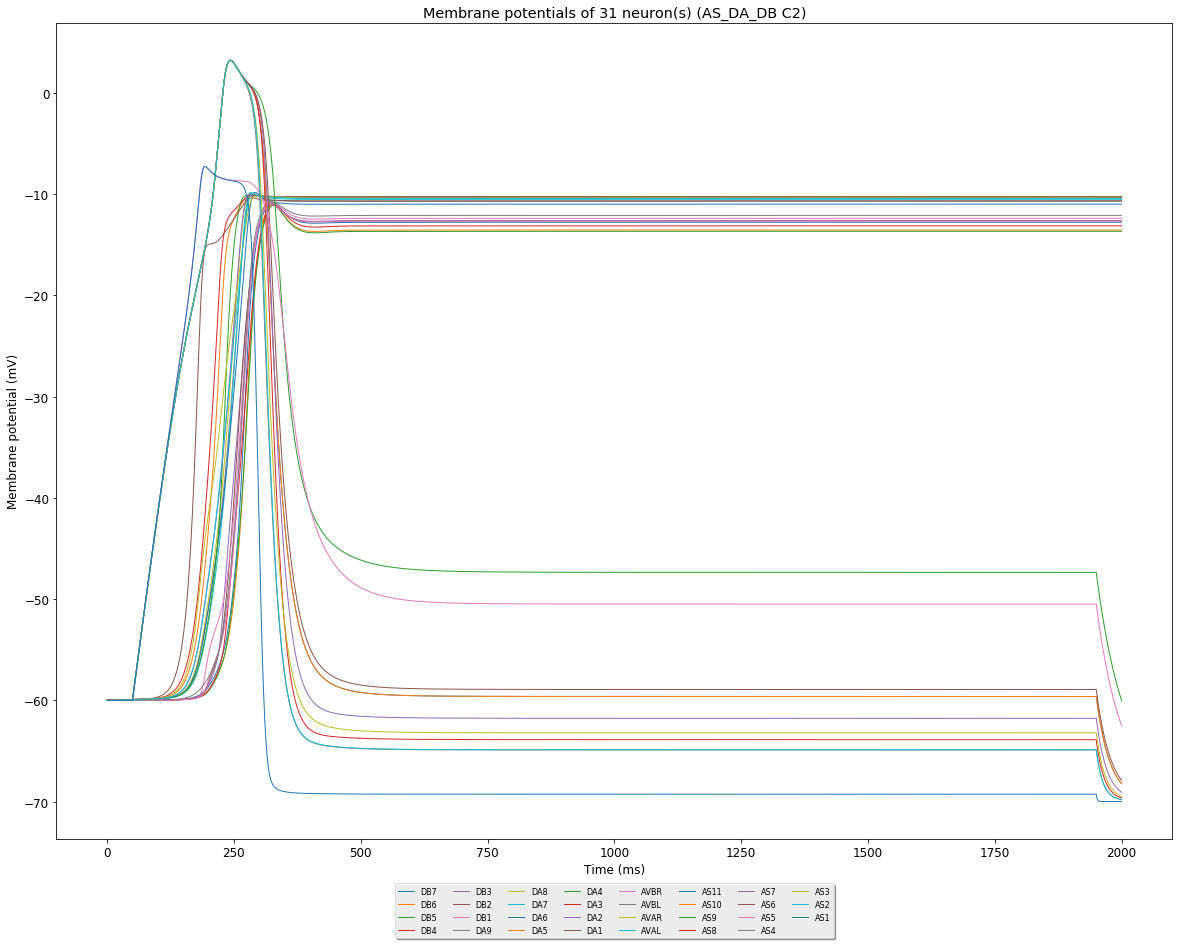 Membrane potentials of 31 neuron(s) (AS_DA_DB C2)
Membrane potential (mV)
0
−10
−20
−30
−40
−50
−60
−70
0 250 500 750 1000 1250 1500 1750 2000
Time (ms)
DB7 DB3 DA8 DA4 AVBR AS11 AS7 AS3
DB6 DB2 DA7 DA3 AVBL AS10 AS6 AS2
DB5 DB1 DA6 DA2 AVAR AS9 AS5 AS1
DB4 DA9 DA5 DA1 AVAL AS8 AS4